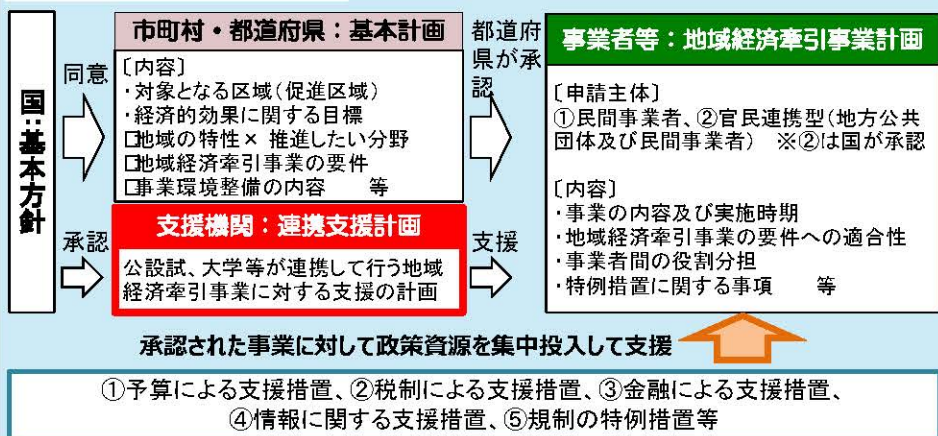 国:基本方針
同意
承認
市町村・都道府県:基本計画
〔内容〕
・対象となる区域(促進区域)
・経済的効果に関する目標
□地域の特性× 推進したい分野
□地域経済牽引事業の要件
□事業環境整備の内容 等
支援機関:連携支援計画
公設試、大学等が連携して行う地域
経済牽引事業に対する支援の計画
都道府
県が承
認
支援
事業者等:地域経済牽引事業計画
〔申請主体〕
①民間事業者、②官民連携型(地方公共
団体及び民間事業者) ※②は国が承認
〔内容〕
・事業の内容及び実施時期
・地域経済牽引事業の要件への適合性
・事業者間の役割分担
・特例措置に関する事項 等
承認された事業に対して政策資源を集中投入して支援
①予算による支援措置、②税制による支援措置、③金融による支援措置、
④情報に関する支援措置、⑤規制の特例措置等